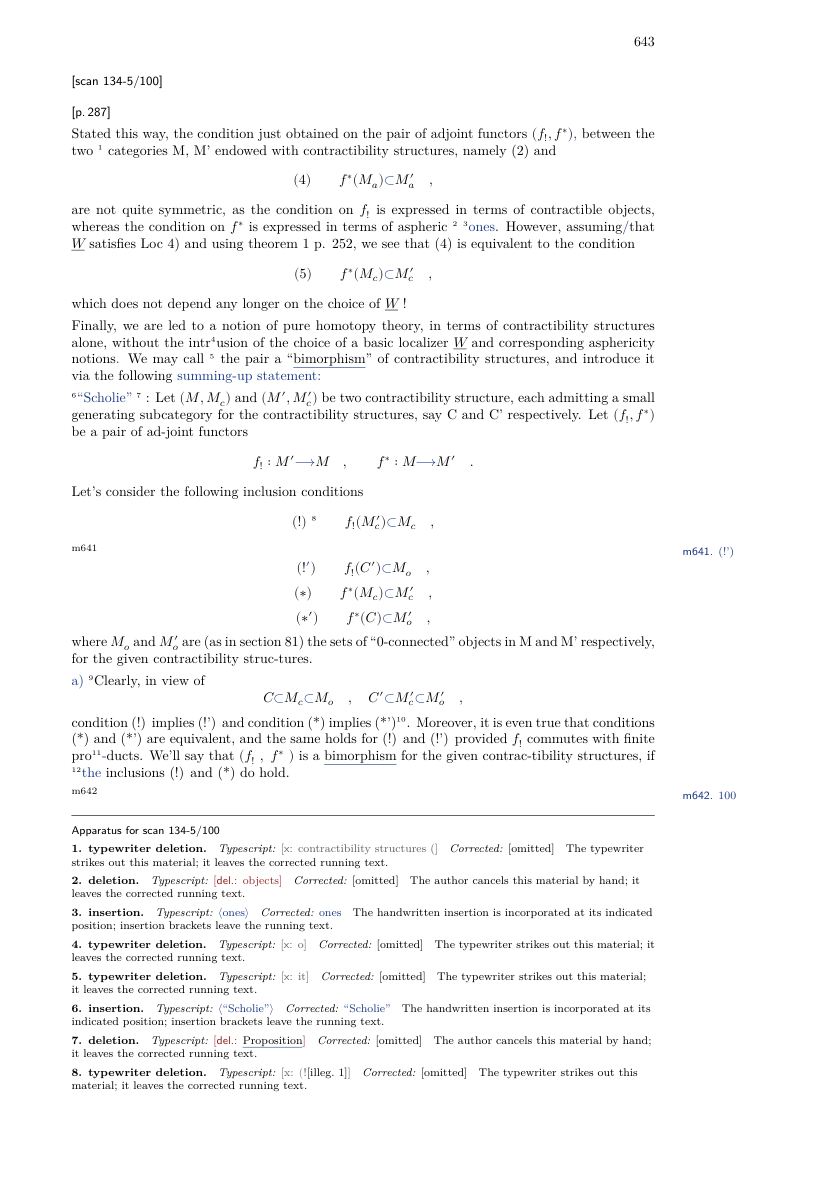 643
[scan 134-5/100]
[p. 287]
Stated this way, the condition just obtained on the pair of adjoint functors (f!, f*), between the
two ¹ categories M, M’ endowed with contractibility structures, namely (2) and
(4) f*(Mₐ)⊂M′ₐ ,
are not quite symmetric, as the condition on f! is expressed in terms of contractible objects,
whereas the condition on f* is expressed in terms of aspheric ² ³ones. However, assuming/that
W satisfies Loc 4) and using theorem 1 p. 252, we see that (4) is equivalent to the condition
(5) f*(M_c)⊂M′_c ,
which does not depend any longer on the choice of W !
Finally, we are led to a notion of pure homotopy theory, in terms of contractibility structures
alone, without the intr⁴usion of the choice of a basic localizer W and corresponding asphericity
notions. We may call ⁵ the pair a “bimorphism” of contractibility structures, and introduce it
via the following summing-up statement:
⁶“Scholie” ⁷ : Let (M, M_c) and (M′, M′_c) be two contractibility structure, each admitting a small
generating subcategory for the contractibility structures, say C and C’ respectively. Let (f!, f*)
be a pair of ad-joint functors
f! : M′⟶M , f* : M⟶M′ .
Let’s consider the following inclusion conditions
(!) ⁸ f!(M′_c)⊂M_c ,
m641
m641. (!’)
(!′) f!(C′)⊂M_o ,
(∗) f*(M_c)⊂M′_c ,
(∗′) f*(C)⊂M′_o ,
where M_o and M′_o are (as in section 81) the sets of “0-connected” objects in M and M’ respectively,
for the given contractibility struc-tures.
a) ⁹Clearly, in view of
C⊂M_c⊂M_o , C′⊂M′_c⊂M′_o ,
condition (!) implies (!’) and condition (*) implies (*’)¹⁰. Moreover, it is even true that conditions
(*) and (*’) are equivalent, and the same holds for (!) and (!’) provided f! commutes with finite
pro¹¹-ducts. We’ll say that (f! , f* ) is a bimorphism for the given contrac-tibility structures, if
¹²the inclusions (!) and (*) do hold.
m642
m642. 100
Apparatus for scan 134-5/100
1. typewriter deletion. Typescript: [x: contractibility structures (] Corrected: [omitted] The typewriter
strikes out this material; it leaves the corrected running text.
2. deletion. Typescript: [del.: objects] Corrected: [omitted] The author cancels this material by hand; it
leaves the corrected running text.
3. insertion. Typescript: ⟨ones⟩ Corrected: ones The handwritten insertion is incorporated at its indicated
position; insertion brackets leave the running text.
4. typewriter deletion. Typescript: [x: o] Corrected: [omitted] The typewriter strikes out this material; it
leaves the corrected running text.
5. typewriter deletion. Typescript: [x: it] Corrected: [omitted] The typewriter strikes out this material;
it leaves the corrected running text.
6. insertion. Typescript: ⟨“Scholie”⟩ Corrected: “Scholie” The handwritten insertion is incorporated at its
indicated position; insertion brackets leave the running text.
7. deletion. Typescript: [del.: Proposition] Corrected: [omitted] The author cancels this material by hand;
it leaves the corrected running text.
8. typewriter deletion. Typescript: [x: (![illeg. 1]] Corrected: [omitted] The typewriter strikes out this
material; it leaves the corrected running text.